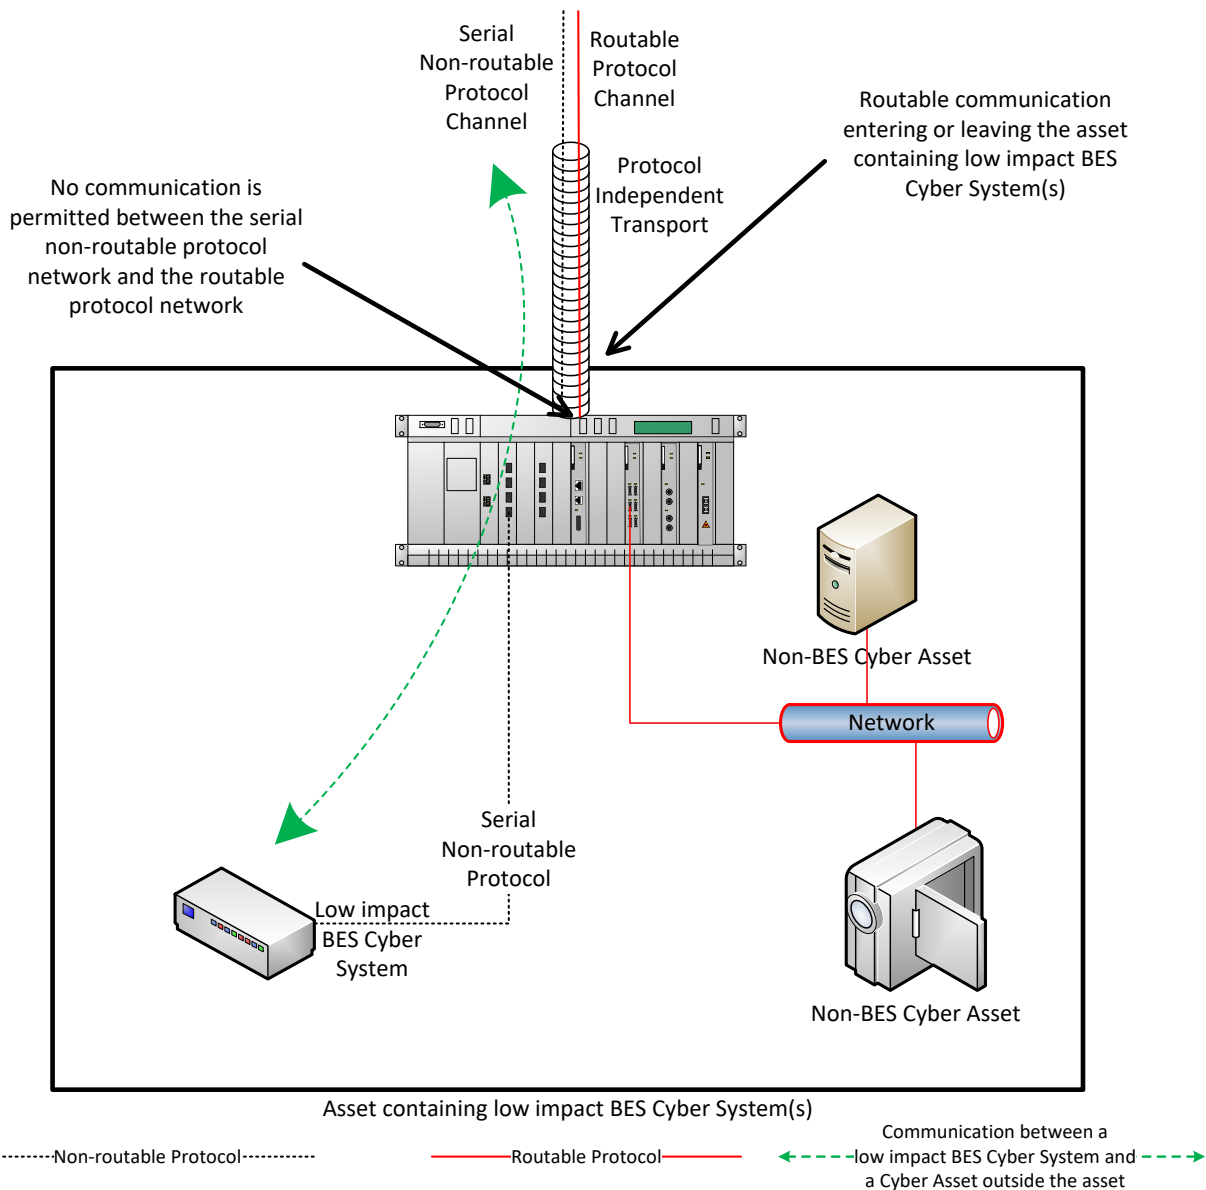 Serial
Non-routable
Protocol
Channel
Routable
Protocol
Channel
Routable communication
entering or leaving the asset
containing low impact BES
Cyber System(s)
Protocol
Independent
Transport
No communication is
permitted between the serial
non-routable protocol
network and the routable
protocol network
Non-BES Cyber Asset
Network
Serial
Non-routable
Protocol
Low impact
BES Cyber
System
Non-BES Cyber Asset
Asset containing low impact BES Cyber System(s)
Non-routable Protocol
Routable Protocol
Communication between a
low impact BES Cyber System and
a Cyber Asset outside the asset